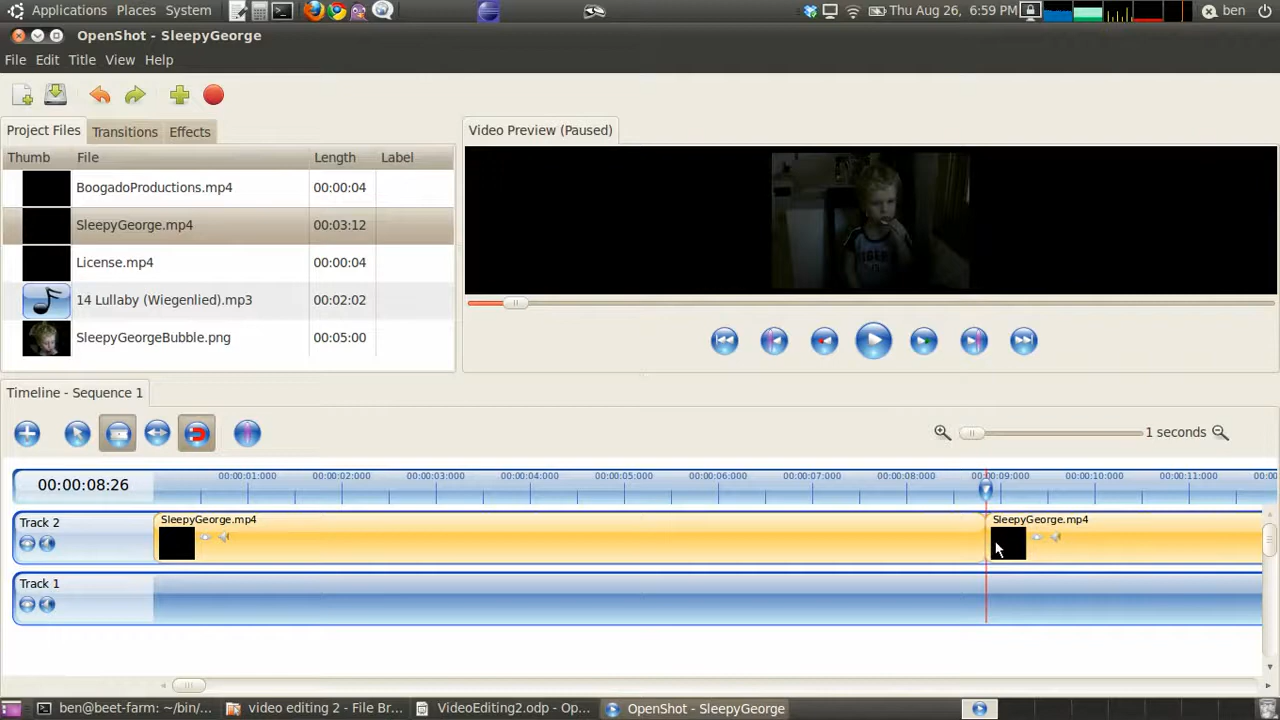 Applications Places System Thu Aug 26, 6:59 PM ben
OpenShot - SleepyGeorge
File Edit Title View Help
Project Files Transitions Effects
Video Preview (Paused)
Thumb File Length Label
BoogadoProductions.mp4 00:00:04
SleepyGeorge.mp4 00:03:12
License.mp4 00:00:04
14 Lullaby (Wiegenlied).mp3 00:02:02
SleepyGeorgeBubble.png 00:05:00
Timeline - Sequence 1
1 seconds
00:00:08:26
00:00:01:000 00:00:02:000 00:00:03:000 00:00:04:000 00:00:05:000 00:00:06:000 00:00:07:000 00:00:08:000 00:00:09:000 00:00:10:000 00:00:11:000 00:0
Track 2 SleepyGeorge.mp4 SleepyGeorge.mp4
Track 1
ben@beet-farm: ~/bin/... video editing 2 - File Br... VideoEditing2.odp - Op... OpenShot - SleepyGeorge